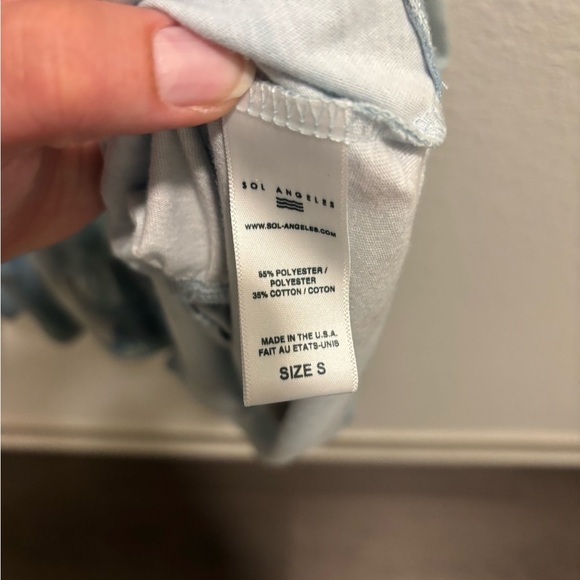 SOL ANGELES
WWW.SOL-ANGELES.COM
65% POLYESTER /
POLYESTER
35% COTTON / COTON
MADE IN THE U.S.A.
FAIT AU ETATS-UNIS
SIZE S